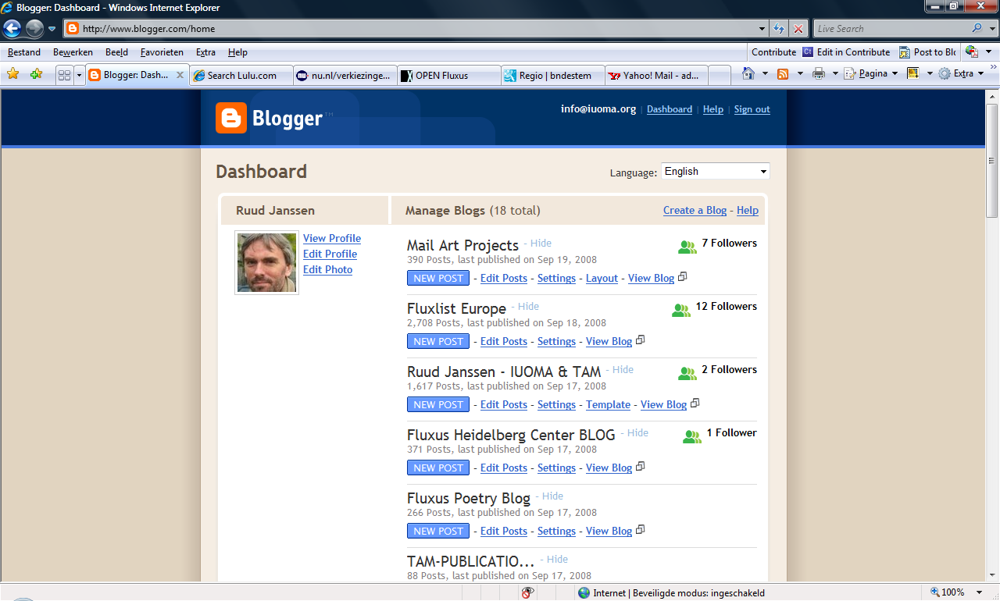 Blogger: Dashboard - Windows Internet Explorer
http://www.blogger.com/home
Live Search
Bestand Bewerken Beeld Favorieten Extra Help
Contribute Edit in Contribute Post to Blo
Blogger: Dash... Search Lulu.com nu.nl/verkiezinge... OPEN Fluxus Regio | bndestem Yahoo! Mail - ad... Pagina Extra
Blogger™
info@iuoma.org | Dashboard | Help | Sign out
Dashboard
Language: English
Ruud Janssen
View Profile
Edit Profile
Edit Photo
Manage Blogs (18 total) Create a Blog - Help
Mail Art Projects - Hide 7 Followers
390 Posts, last published on Sep 19, 2008
NEW POST - Edit Posts - Settings - Layout - View Blog
Fluxlist Europe - Hide 12 Followers
2,708 Posts, last published on Sep 18, 2008
NEW POST - Edit Posts - Settings - View Blog
Ruud Janssen - IUOMA & TAM - Hide 2 Followers
1,617 Posts, last published on Sep 17, 2008
NEW POST - Edit Posts - Settings - Template - View Blog
Fluxus Heidelberg Center BLOG - Hide 1 Follower
371 Posts, last published on Sep 17, 2008
NEW POST - Edit Posts - Settings - View Blog
Fluxus Poetry Blog - Hide
266 Posts, last published on Sep 17, 2008
NEW POST - Edit Posts - Settings - View Blog
TAM-PUBLICATIO... - Hide
88 Posts, last published on Sep 17, 2008
Internet | Beveiligde modus: ingeschakeld
100%